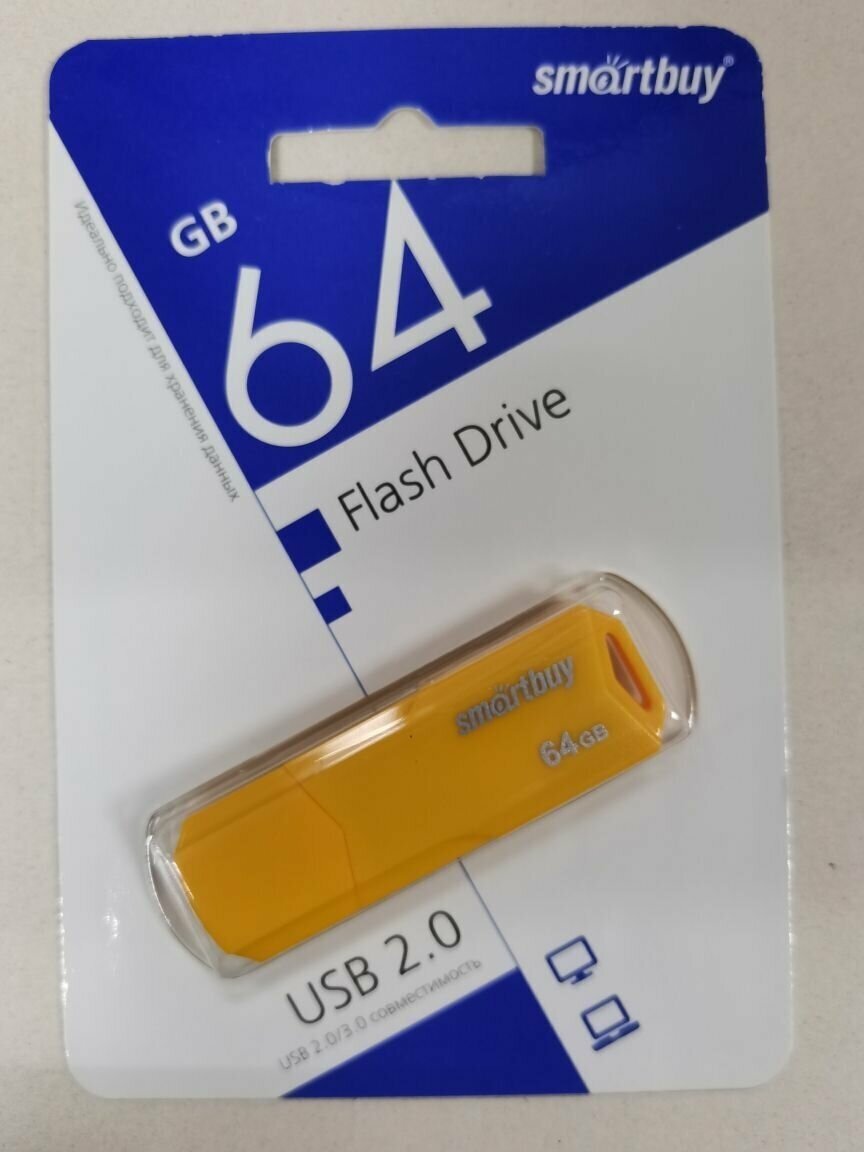 smartbuy®
GB
64
Идеально подходит для хранения данных
Flash Drive
smartbuy
64GB
USB 2.0
USB 2.0/3.0 совместимость